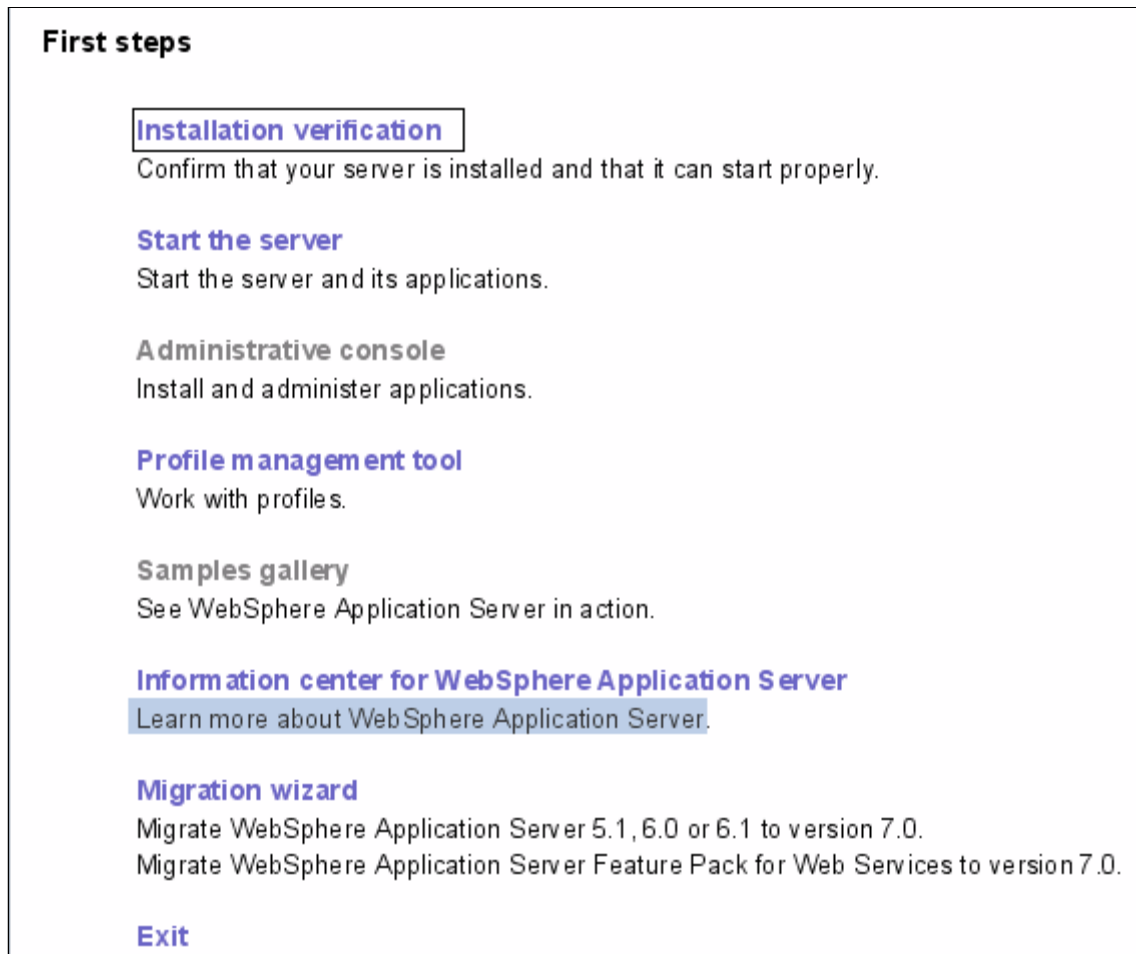 First steps
Installation verification
Confirm that your server is installed and that it can start properly.
Start the server
Start the server and its applications.
Administrative console
Install and administer applications.
Profile management tool
Work with profiles.
Samples gallery
See WebSphere Application Server in action.
Information center for WebSphere Application Server
Learn more about WebSphere Application Server.
Migration wizard
Migrate WebSphere Application Server 5.1, 6.0 or 6.1 to version 7.0.
Migrate WebSphere Application Server Feature Pack for Web Services to version 7.0.
Exit